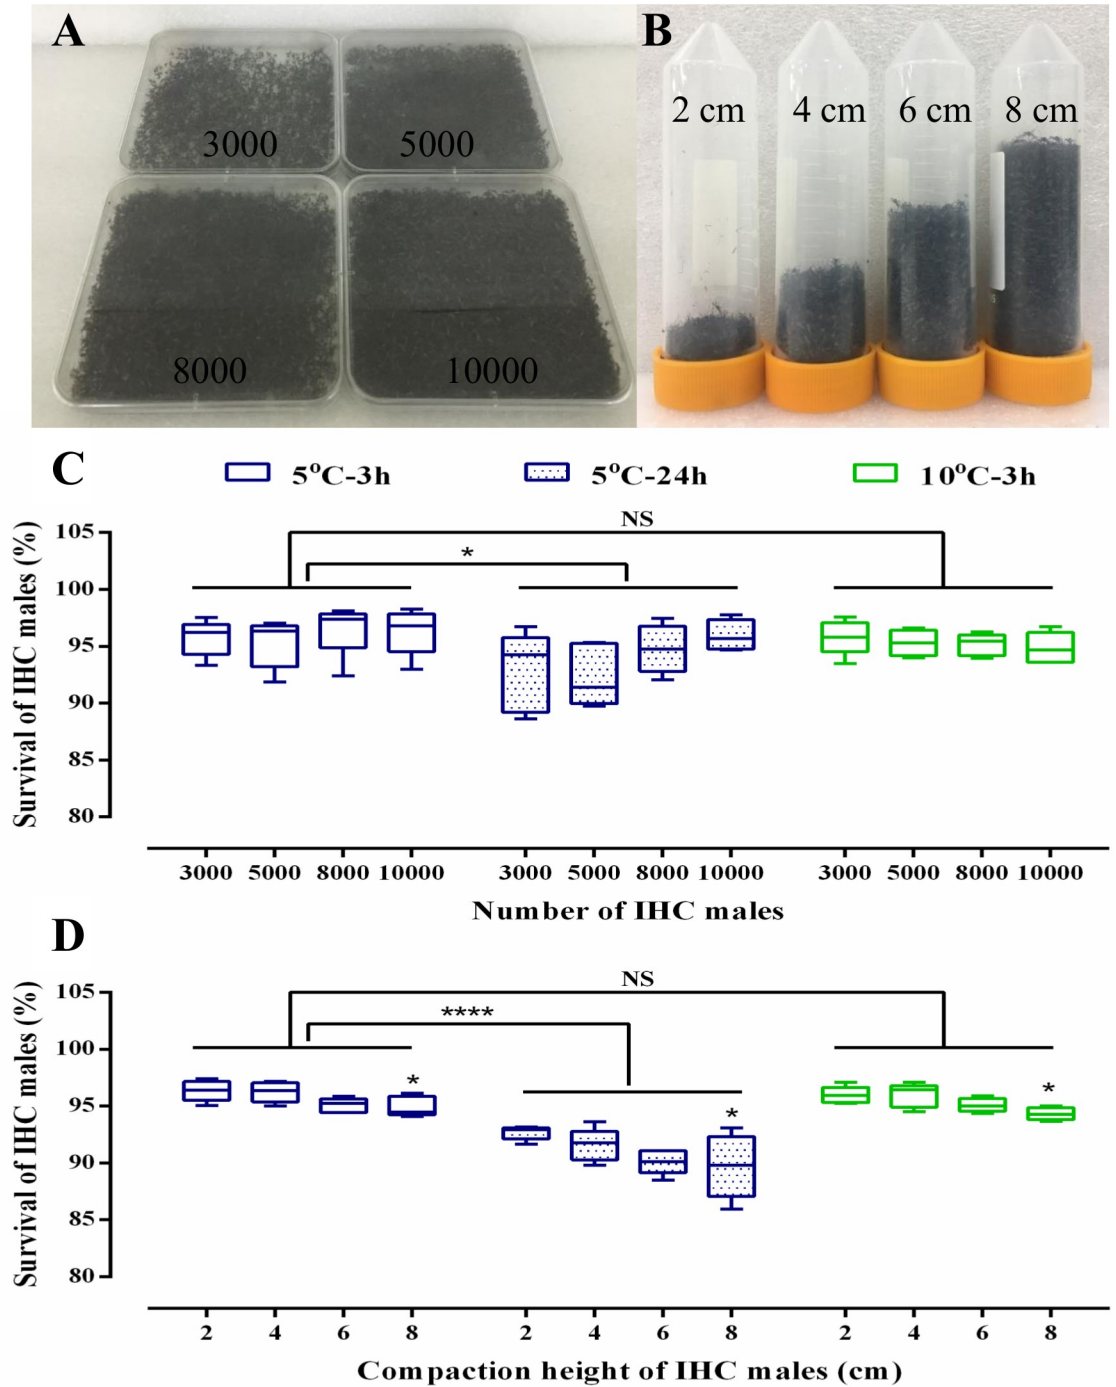 A
B
3000
5000
8000
10000
2 cm
4 cm
6 cm
8 cm
C
5°C-3h
5°C-24h
10°C-3h
Survival of IHC males (%)
105
100
95
90
85
80
NS
*
3000 5000 8000 10000 3000 5000 8000 10000 3000 5000 8000 10000
Number of IHC males
D
Survival of IHC males (%)
105
100
95
90
85
80
NS
****
*
*
*
2 4 6 8 2 4 6 8 2 4 6 8
Compaction height of IHC males (cm)